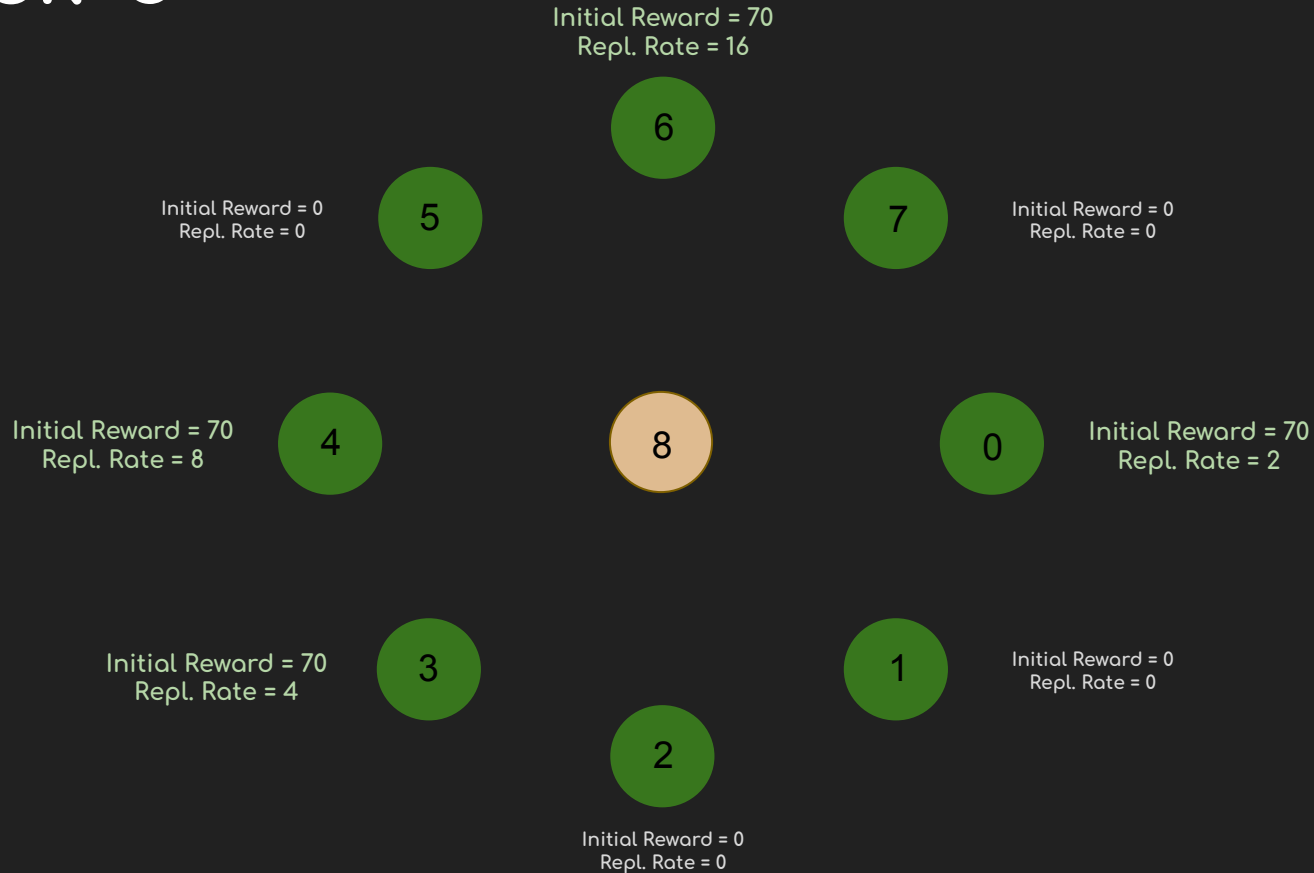 Initial Reward = 70
Repl. Rate = 16
6
5
Initial Reward = 0
Repl. Rate = 0
7
Initial Reward = 0
Repl. Rate = 0
Initial Reward = 70
Repl. Rate = 8
4
8
0
Initial Reward = 70
Repl. Rate = 2
Initial Reward = 70
Repl. Rate = 4
3
1
Initial Reward = 0
Repl. Rate = 0
2
Initial Reward = 0
Repl. Rate = 0